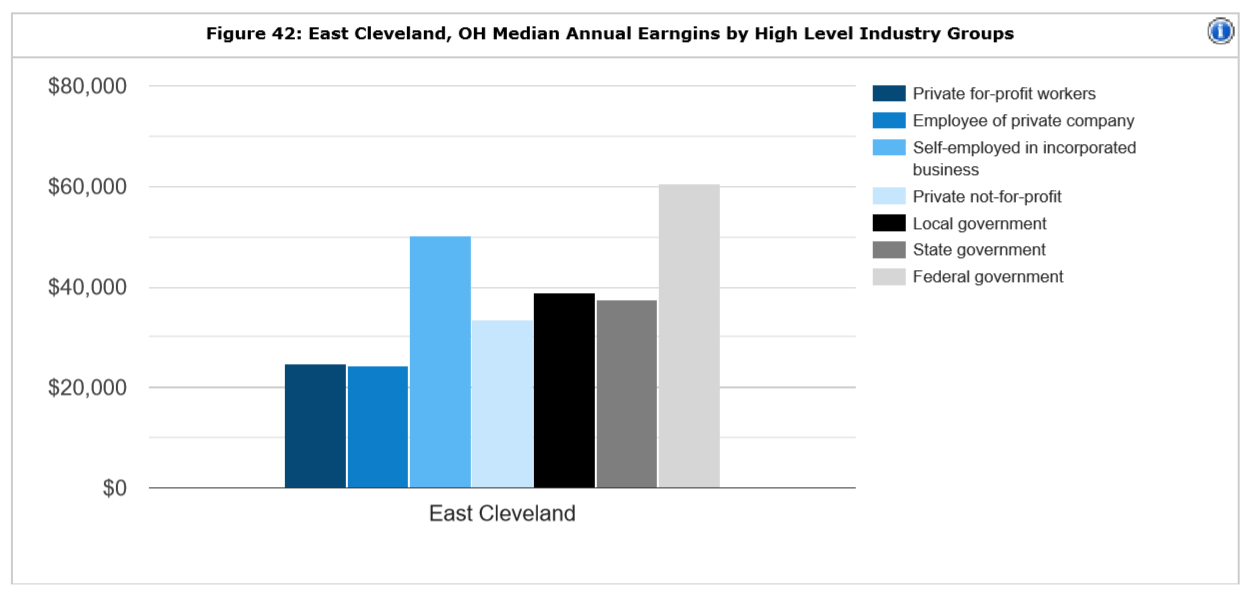 Figure 42: East Cleveland, OH Median Annual Earngins by High Level Industry Groups
$80,000
$60,000
$40,000
$20,000
$0
East Cleveland
Private for-profit workers
Employee of private company
Self-employed in incorporated
business
Private not-for-profit
Local government
State government
Federal government